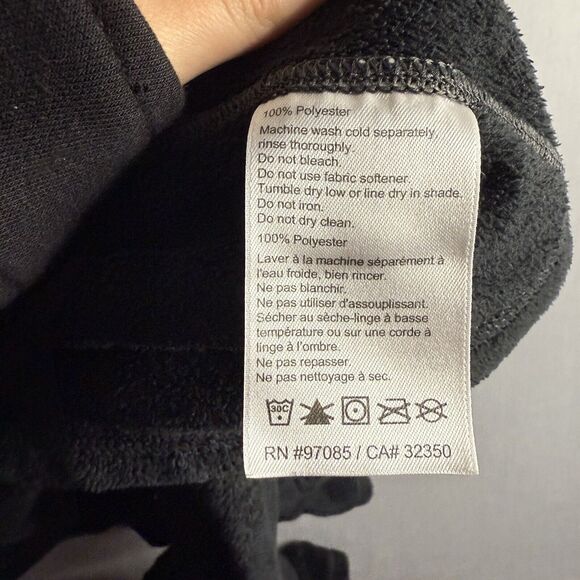 100% Polyester
Machine wash cold separately,
rinse thoroughly.
Do not bleach.
Do not use fabric softener.
Tumble dry low or line dry in shade.
Do not iron.
Do not dry clean.
100% Polyester
Laver à la machine séparément à
l'eau froide, bien rincer.
Ne pas blanchir.
Ne pas utiliser d'assouplissant.
Sécher au sèche-linge à basse
température ou sur une corde à
linge à l'ombre.
Ne pas repasser.
Ne pas nettoyage à sec.
30C
RN #97085 / CA# 32350